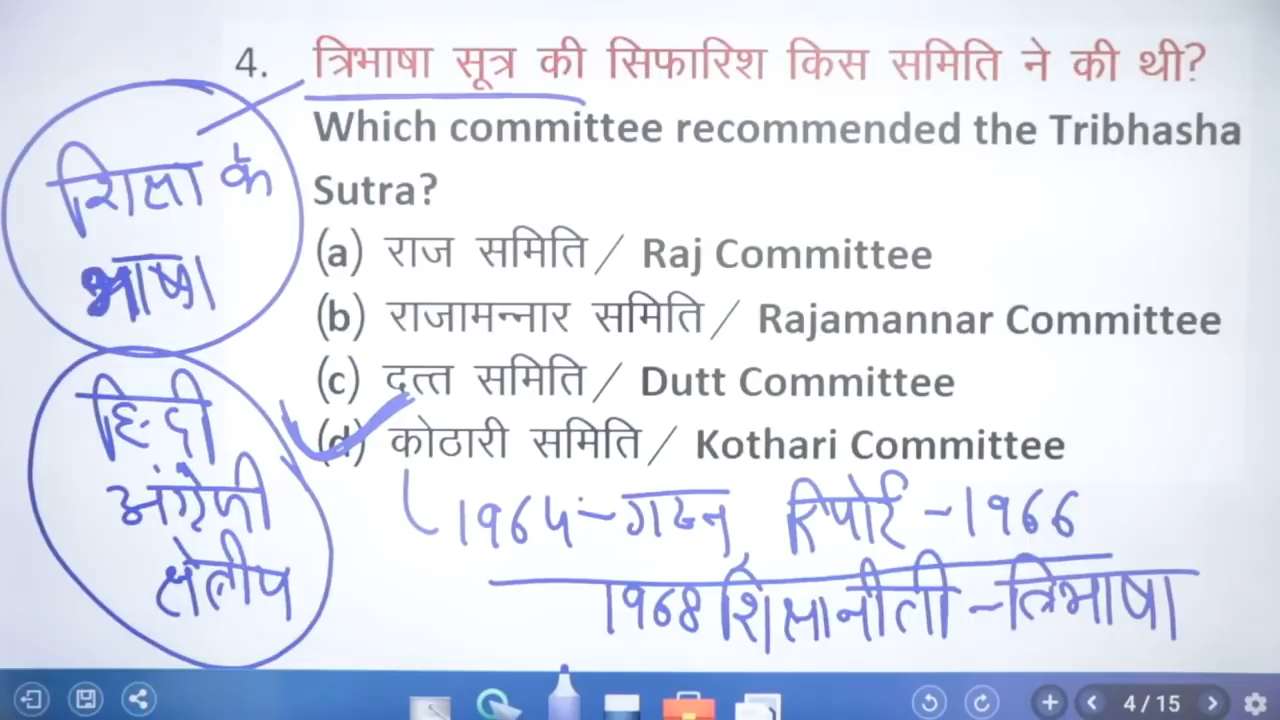 4. त्रिभाषा सूत्र की सिफारिश किस समिति ने की थी?
Which committee recommended the Tribhasha
Sutra?
(a) राज समिति / Raj Committee
(b) राजामन्नार समिति / Rajamannar Committee
(c) दत्त समिति / Dutt Committee
(d) कोठारी समिति / Kothari Committee
शिक्षा के
भाषा
हिन्दी
अंग्रेजी
क्षेत्रीय
1964 - गठन, रिपोर्ट - 1966
1968 शिक्षानीती - त्रिभाषा
4 / 15